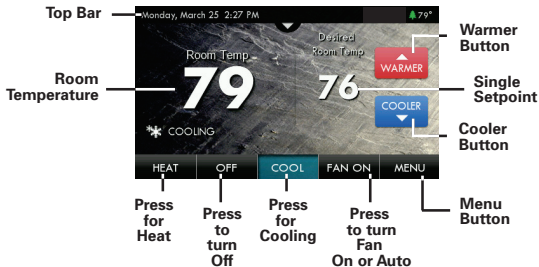 Top Bar
Monday, March 25 2:27 PM
79°
Warmer
Button
Desired
Room Temp
Room Temp
WARMER
Room
Temperature
79
76
Single
Setpoint
COOLER
Cooler
Button
COOLING
HEAT OFF COOL FAN ON MENU
Press
for
Heat
Press
to
turn
Off
Press
for
Cooling
Press
to turn
Fan
On or Auto
Menu
Button